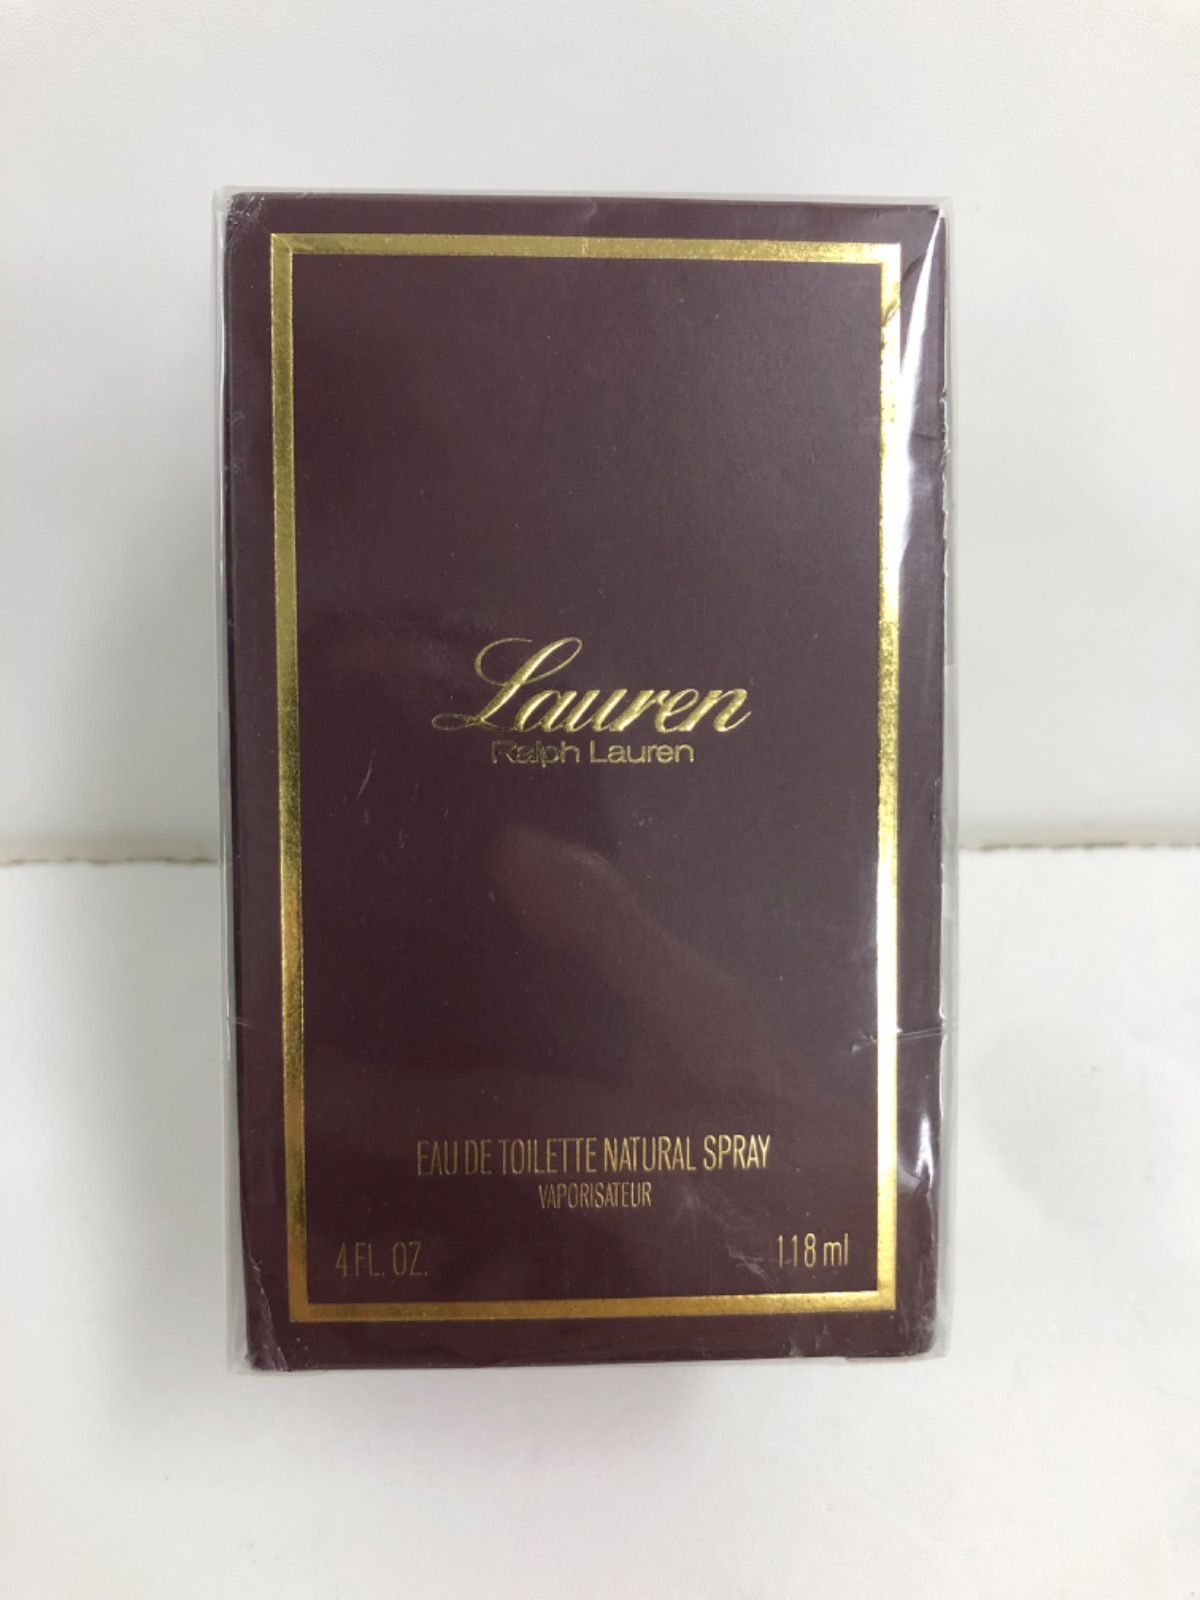 Lauren
Ralph Lauren
EAU DE TOILETTE NATURAL SPRAY
VAPORISATEUR
4 FL. OZ.
118 ml